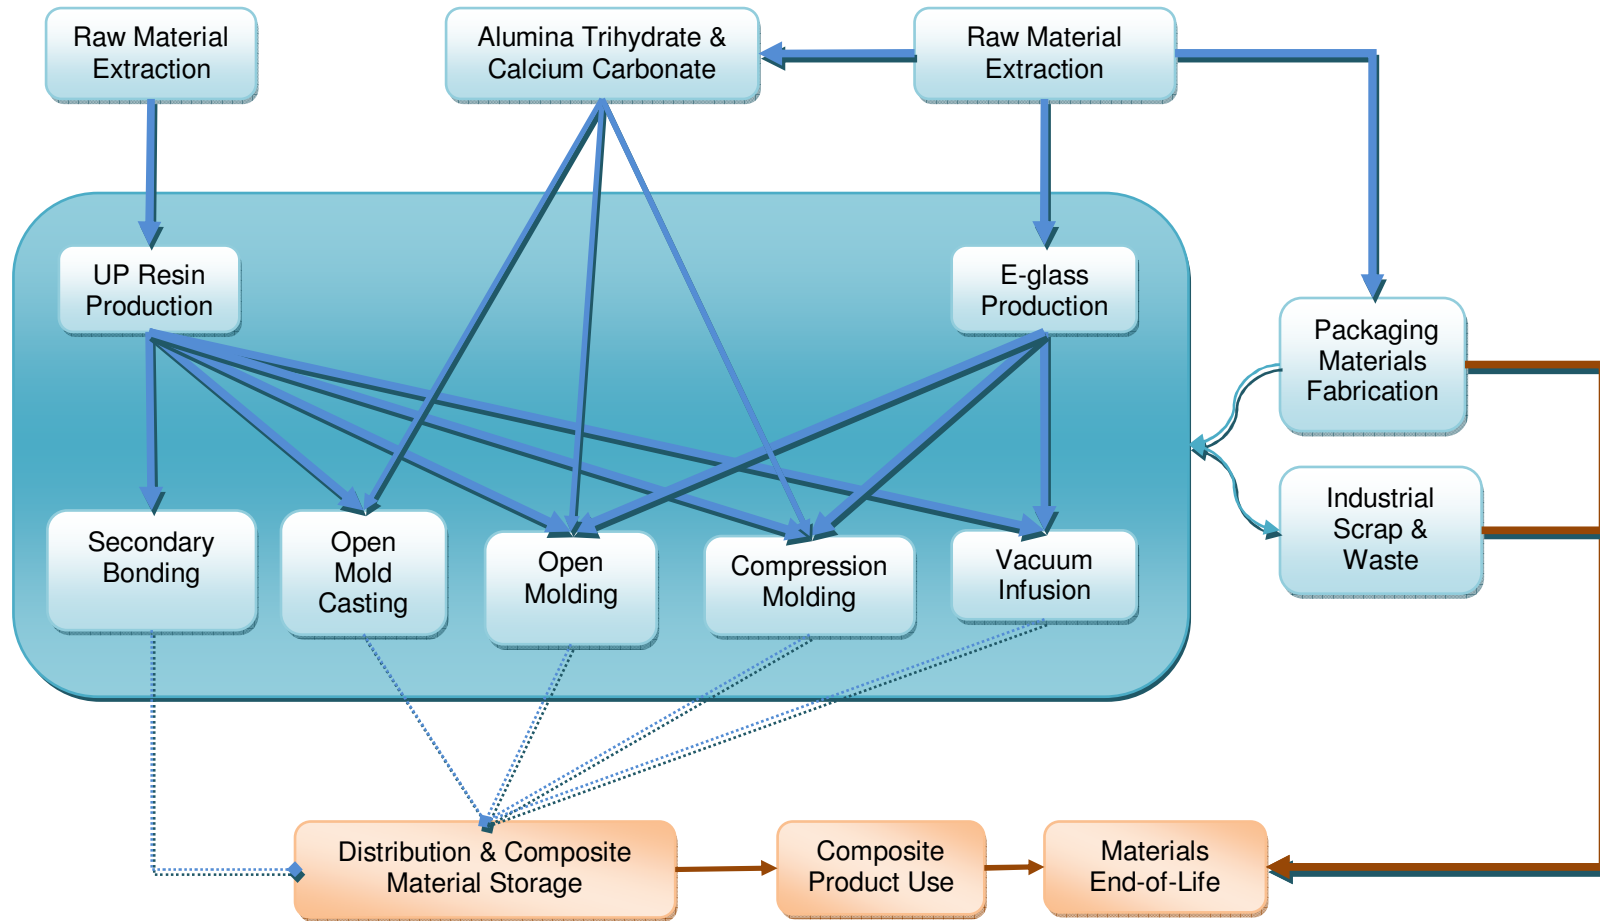 Raw Material
Extraction
Alumina Trihydrate &
Calcium Carbonate
Raw Material
Extraction
UP Resin
Production
E-glass
Production
Packaging
Materials
Fabrication
Industrial
Scrap &
Waste
Secondary
Bonding
Open
Mold
Casting
Open
Molding
Compression
Molding
Vacuum
Infusion
Distribution & Composite
Material Storage
Composite
Product Use
Materials
End-of-Life